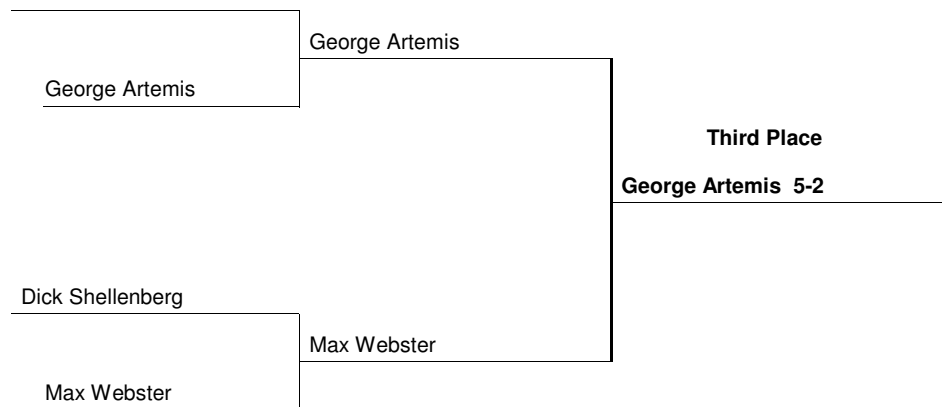 George Artemis
George Artemis
Third Place
George Artemis 5-2
Dick Shellenberg
Max Webster
Max Webster